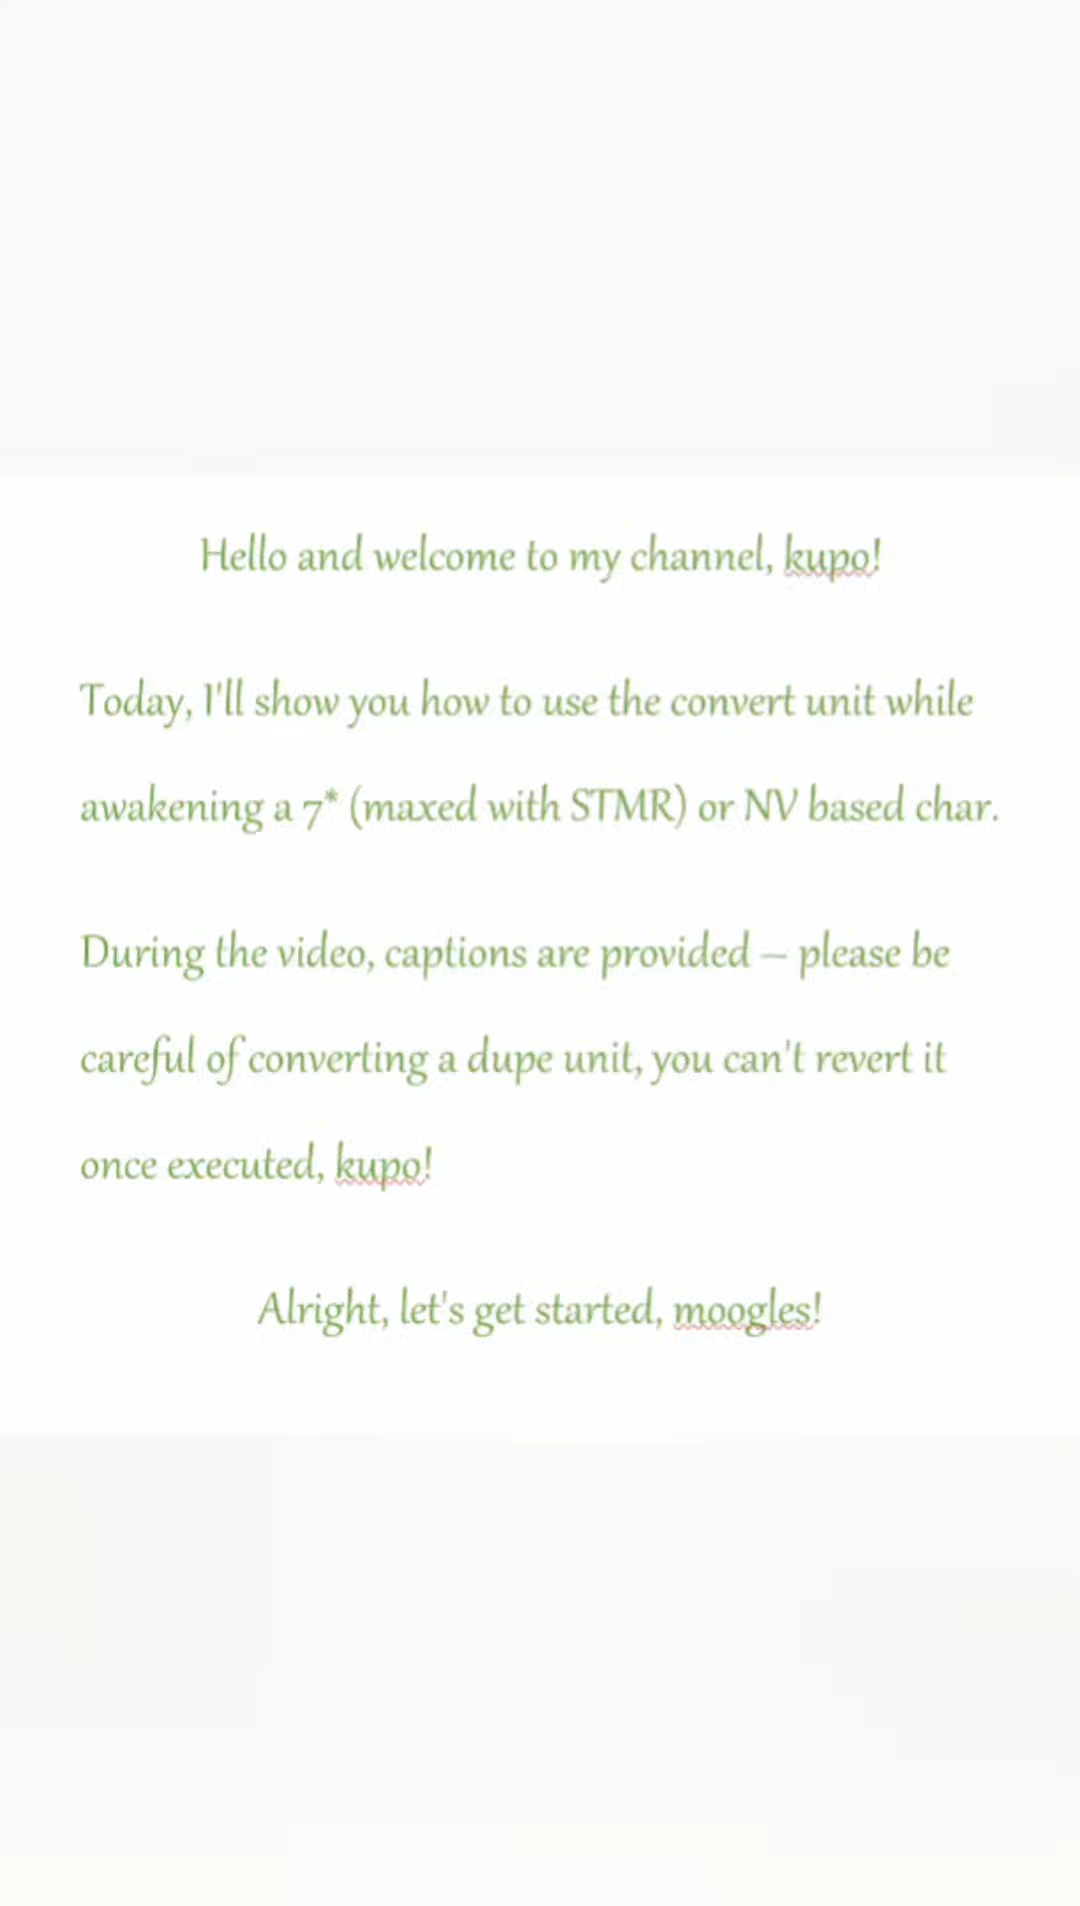 Hello and welcome to my channel, kupo!
Today, I'll show you how to use the convert unit while
awakening a 7* (maxed with STMR) or NV based char.
During the video, captions are provided – please be
careful of converting a dupe unit, you can't revert it
once executed, kupo!
Alright, let's get started, moogles!